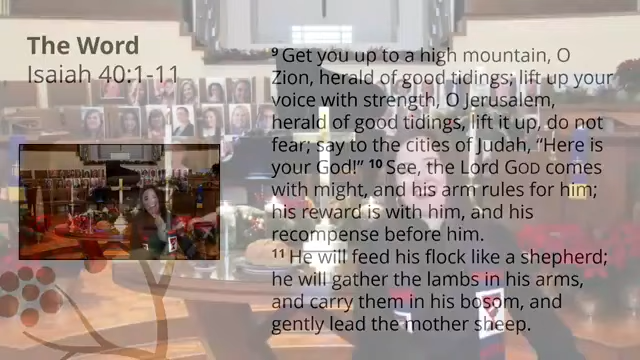 The Word
Isaiah 40:1-11
9 Get you up to a high mountain, O
Zion, herald of good tidings; lift up your
voice with strength, O Jerusalem,
herald of good tidings, lift it up, do not
fear; say to the cities of Judah, “Here is
your God!” 10 See, the Lord GOD comes
with might, and his arm rules for him;
his reward is with him, and his
recompense before him.
11 He will feed his flock like a shepherd;
he will gather the lambs in his arms,
and carry them in his bosom, and
gently lead the mother sheep.